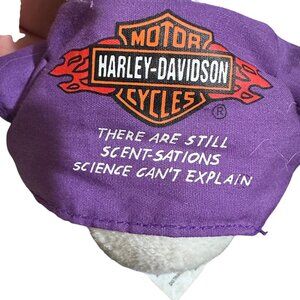 MOTOR
HARLEY-DAVIDSON
CYCLES
®
THERE ARE STILL
SCENT-SATIONS
SCIENCE CAN'T EXPLAIN